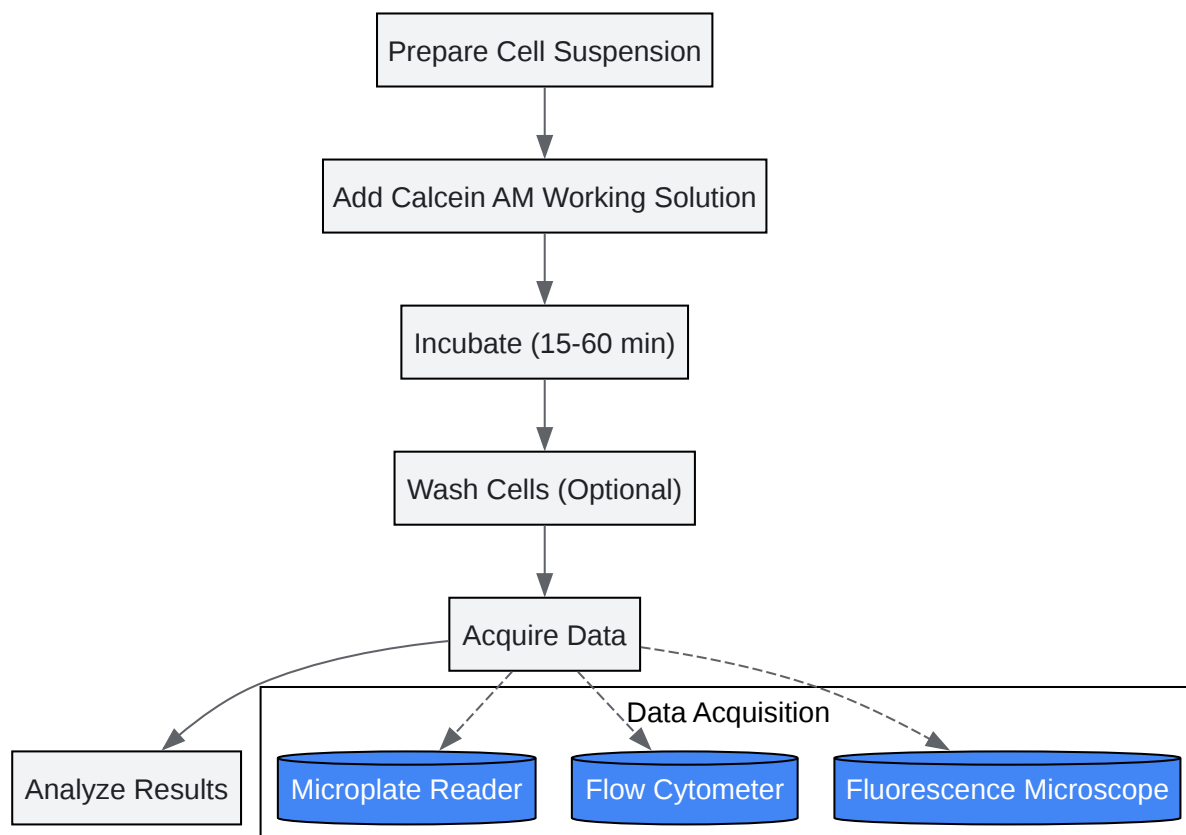 Prepare Cell Suspension
Add Calcein AM Working Solution
Incubate (15-60 min)
Wash Cells (Optional)
Acquire Data
Data Acquisition
Analyze Results
Microplate Reader
Flow Cytometer
Fluorescence Microscope